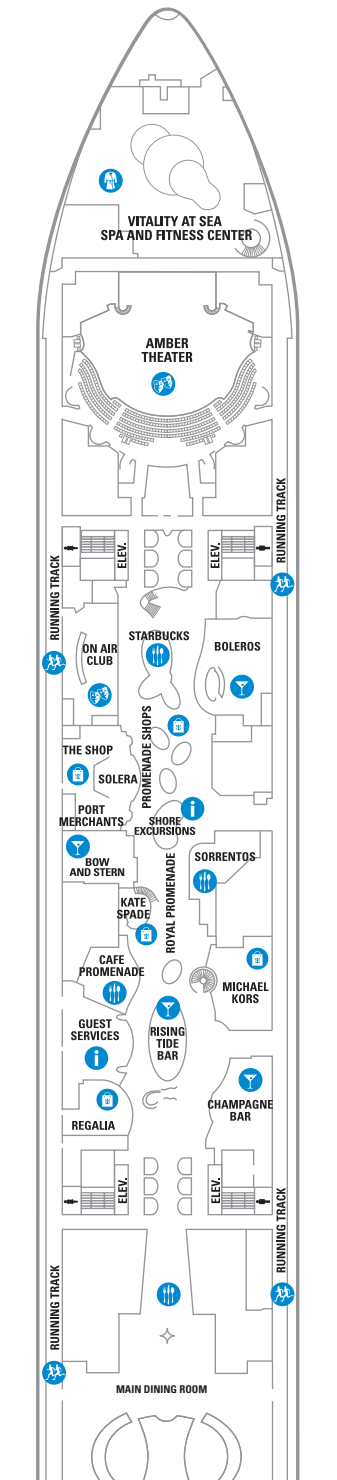 VITALITY AT SEA
SPA AND FITNESS CENTER
AMBER
THEATER
RUNNING TRACK
ELEV.
ELEV.
RUNNING TRACK
STARBUCKS
ON AIR
CLUB
BOLEROS
PROMENADE SHOPS
THE SHOP
SOLERA
PORT
MERCHANTS
i
SHORE
EXCURSIONS
BOW
AND STERN
ROYAL PROMENADE
SORRENTOS
KATE
SPADE
CAFE
PROMENADE
MICHAEL
KORS
GUEST
SERVICES
i
RISING
TIDE
BAR
REGALIA
CHAMPAGNE
BAR
ELEV.
ELEV.
RUNNING TRACK
RUNNING TRACK
MAIN DINING ROOM